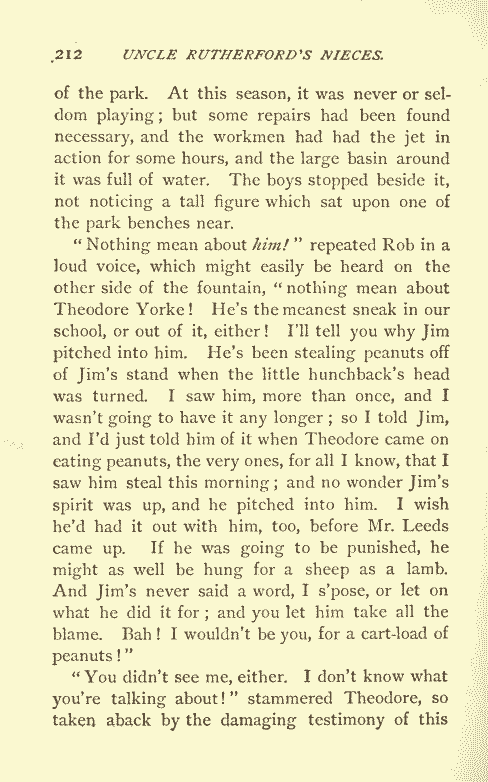 212 UNCLE RUTHERFORD'S NIECES.
of the park. At this season, it was never or sel-
dom playing; but some repairs had been found
necessary, and the workmen had had the jet in
action for some hours, and the large basin around
it was full of water. The boys stopped beside it,
not noticing a tall figure which sat upon one of
the park benches near.
"Nothing mean about him!" repeated Rob in a
loud voice, which might easily be heard on the
other side of the fountain, "nothing mean about
Theodore Yorke! He's the meanest sneak in our
school, or out of it, either! I'll tell you why Jim
pitched into him. He's been stealing peanuts off
of Jim's stand when the little hunchback's head
was turned. I saw him, more than once, and I
wasn't going to have it any longer; so I told Jim,
and I'd just told him of it when Theodore came on
eating peanuts, the very ones, for all I know, that I
saw him steal this morning; and no wonder Jim's
spirit was up, and he pitched into him. I wish
he'd had it out with him, too, before Mr. Leeds
came up. If he was going to be punished, he
might as well be hung for a sheep as a lamb.
And Jim's never said a word, I s'pose, or let on
what he did it for; and you let him take all the
blame. Bah! I wouldn't be you, for a cart-load of
peanuts!"
"You didn't see me, either. I don't know what
you're talking about!" stammered Theodore, so
taken aback by the damaging testimony of this